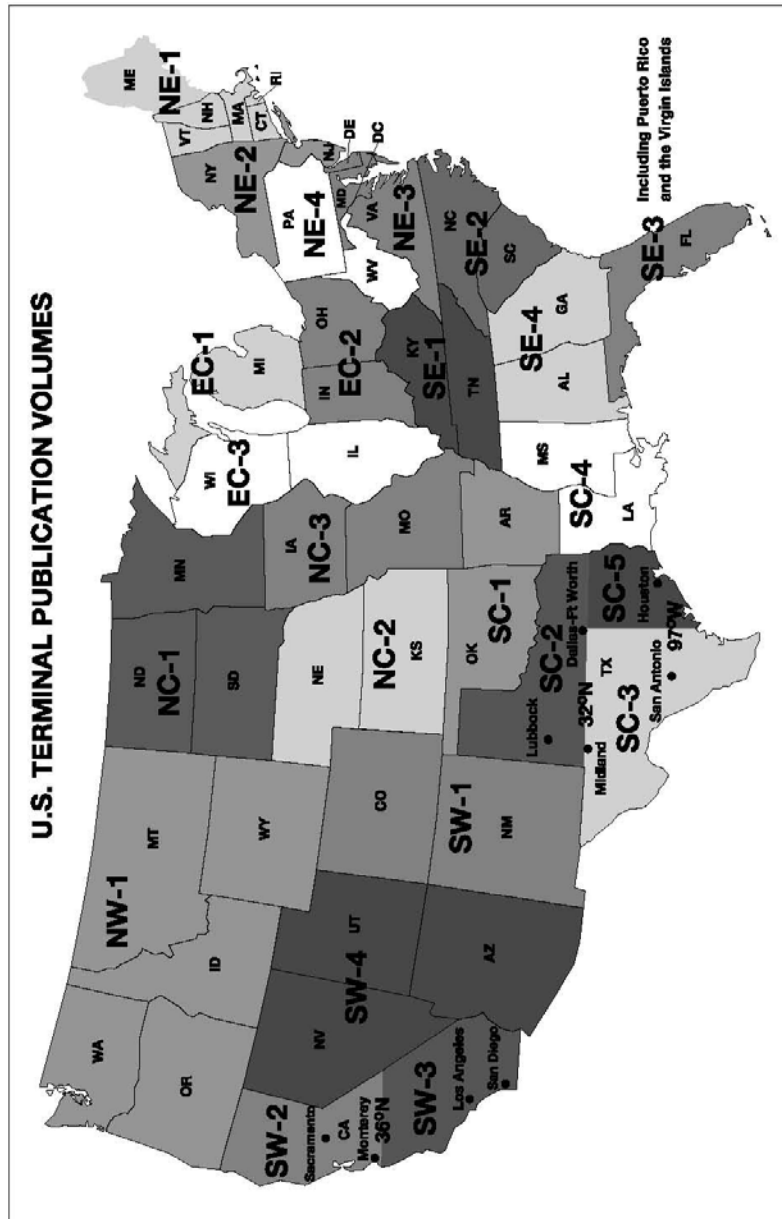 U.S. TERMINAL PUBLICATION VOLUMES
WA
OR
ID
NW-1
MT
WY
ND
NC-1
SD
MN
NE
NC-2
KS
IA
NC-3
MO
WI
EC-3
IL
EC-1
MI
IN
OH
EC-2
ME
NE-1
VT
NH
MA
CT
RI
NY
NE-2
NJ
DE
DC
PA
NE-4
MD
WV
VA
NE-3
KY
SE-1
TN
NC
SE-2
SC
SE-4
AL
GA
SE-3
Including Puerto Rico
and the Virgin Islands
FL
MS
SC-4
LA
AR
OK
SC-1
SC-2
Lubbock
Dallas-Ft Worth
32ºN
Midland
TX
SC-3
San Antonio
97ºW
SC-5
Houston
CO
SW-1
NM
UT
SW-4
NV
AZ
SW-2
Sacramento
CA
Monterey
36ºN
SW-3
Los Angeles
San Diego